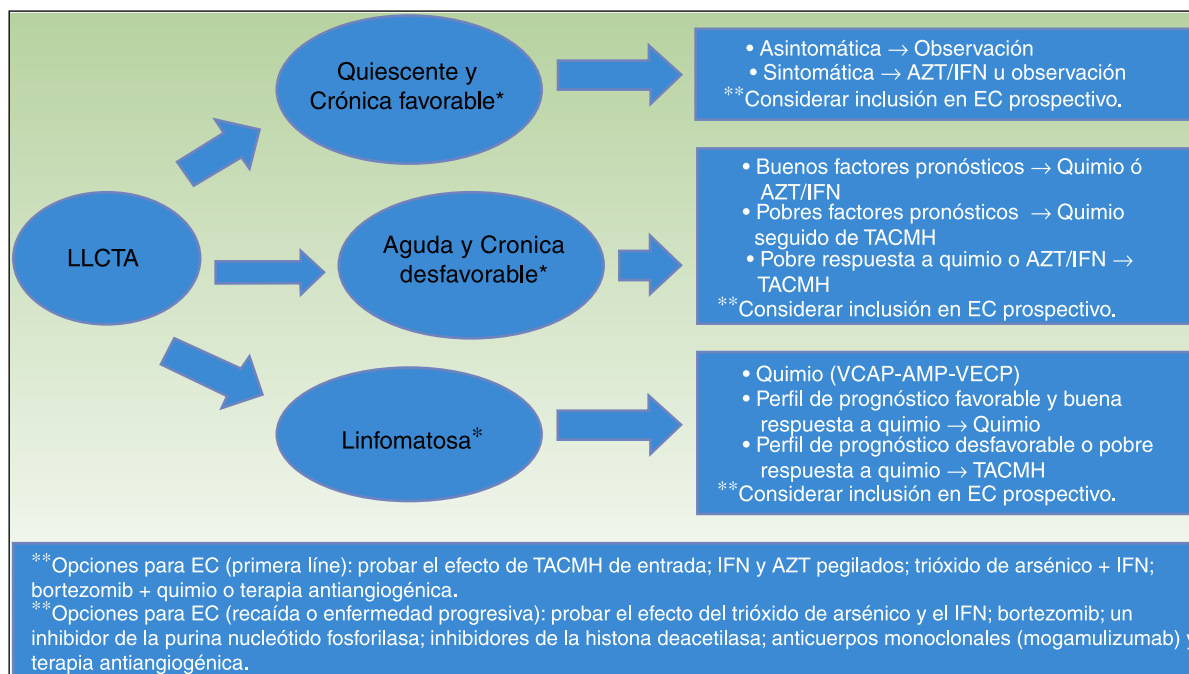 LLCTA
Quiescente y
Crónica favorable*
• Asintomática → Observación
• Sintomática → AZT/IFN u observación
**Considerar inclusión en EC prospectivo.
Aguda y Cronica
desfavorable*
• Buenos factores pronósticos → Quimio ó
AZT/IFN
• Pobres factores pronósticos → Quimio
seguido de TACMH
• Pobre respuesta a quimio o AZT/IFN →
TACMH
**Considerar inclusión en EC prospectivo.
Linfomatosa*
• Quimio (VCAP-AMP-VECP)
• Perfil de prognóstico favorable y buena
respuesta a quimio → Quimio
• Perfil de prognóstico desfavorable o pobre
respuesta a quimio → TACMH
**Considerar inclusión en EC prospectivo.
**Opciones para EC (primera líne): probar el efecto de TACMH de entrada; IFN y AZT pegilados; trióxido de arsénico + IFN;
bortezomib + quimio o terapia antiangiogénica.
**Opciones para EC (recaída o enfermedad progresiva): probar el efecto del trióxido de arsénico y el IFN; bortezomib; un
inhibidor de la purina nucleótido fosforilasa; inhibidores de la histona deacetilasa; anticuerpos monoclonales (mogamulizumab) y
terapia antiangiogénica.